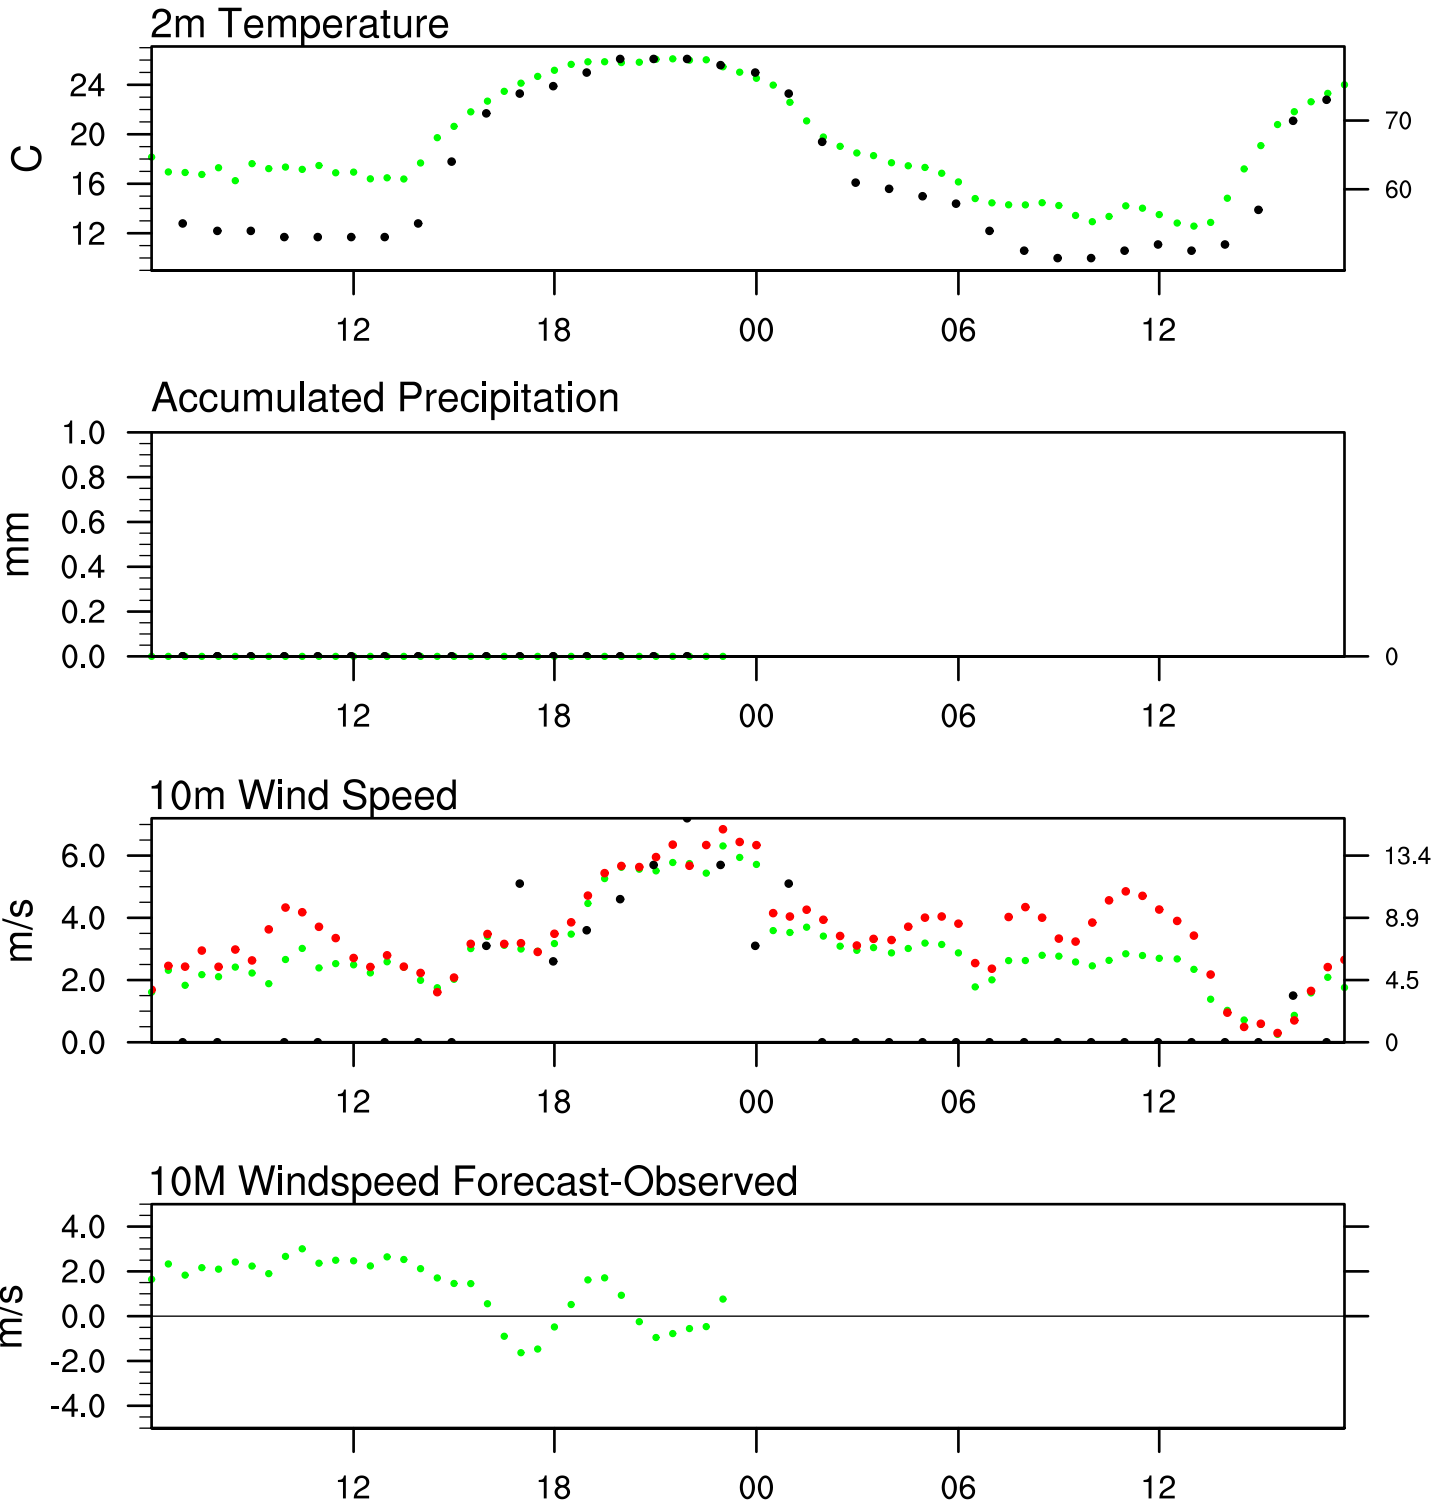 2m Temperature
24
20
16
12
C
70
60
12 18 00 06 12
Accumulated Precipitation
1.0
0.8
0.6
0.4
0.2
0.0
mm
0
12 18 00 06 12
10m Wind Speed
6.0
4.0
2.0
0.0
m/s
13.4
8.9
4.5
0
12 18 00 06 12
10M Windspeed Forecast-Observed
4.0
2.0
0.0
-2.0
-4.0
m/s
12 18 00 06 12